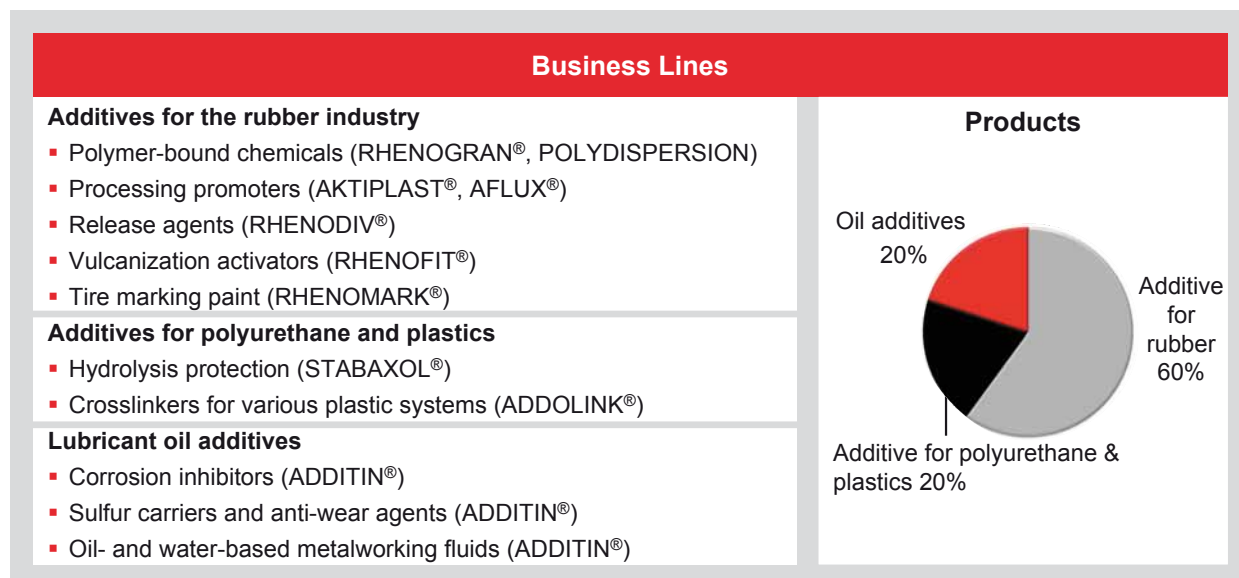 Business Lines
Additives for the rubber industry
▪ Polymer-bound chemicals (RHENOGRAN®, POLYDISPERSION)
▪ Processing promoters (AKTIPLAST®, AFLUX®)
▪ Release agents (RHENODIV®)
▪ Vulcanization activators (RHENOFIT®)
▪ Tire marking paint (RHENOMARK®)
Additives for polyurethane and plastics
▪ Hydrolysis protection (STABAXOL®)
▪ Crosslinkers for various plastic systems (ADDOLINK®)
Lubricant oil additives
▪ Corrosion inhibitors (ADDITIN®)
▪ Sulfur carriers and anti-wear agents (ADDITIN®)
▪ Oil- and water-based metalworking fluids (ADDITIN®)
Products
Oil additives
20%
Additive
for
rubber
60%
Additive for polyurethane &
plastics 20%